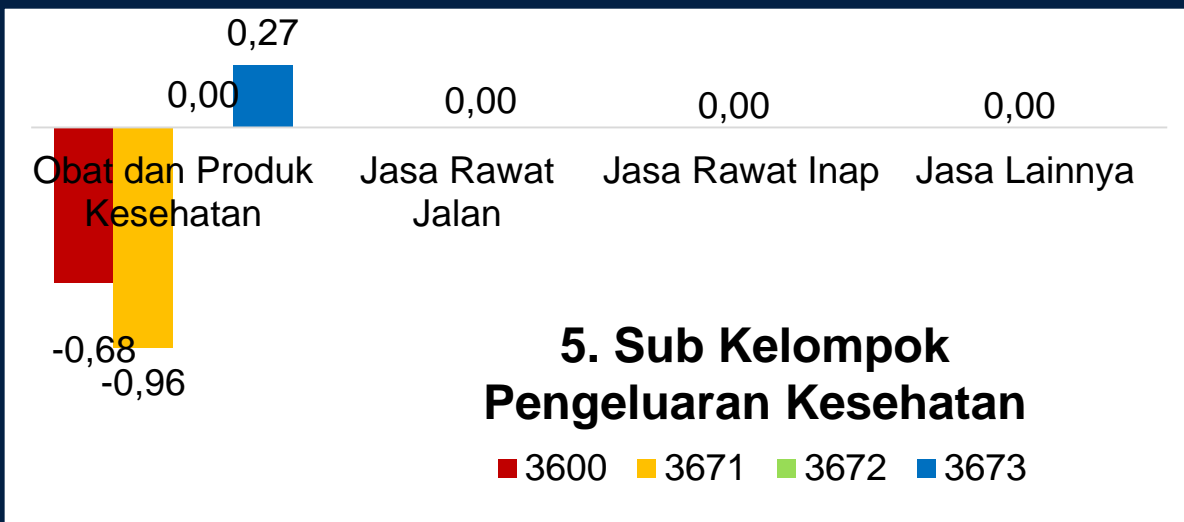 0,27
0,00 0,00 0,00 0,00
Obat dan Produk Jasa Rawat Jasa Rawat Inap Jasa Lainnya
Kesehatan Jalan
-0,68
-0,96
5. Sub Kelompok
Pengeluaran Kesehatan
3600 3671 3672 3673